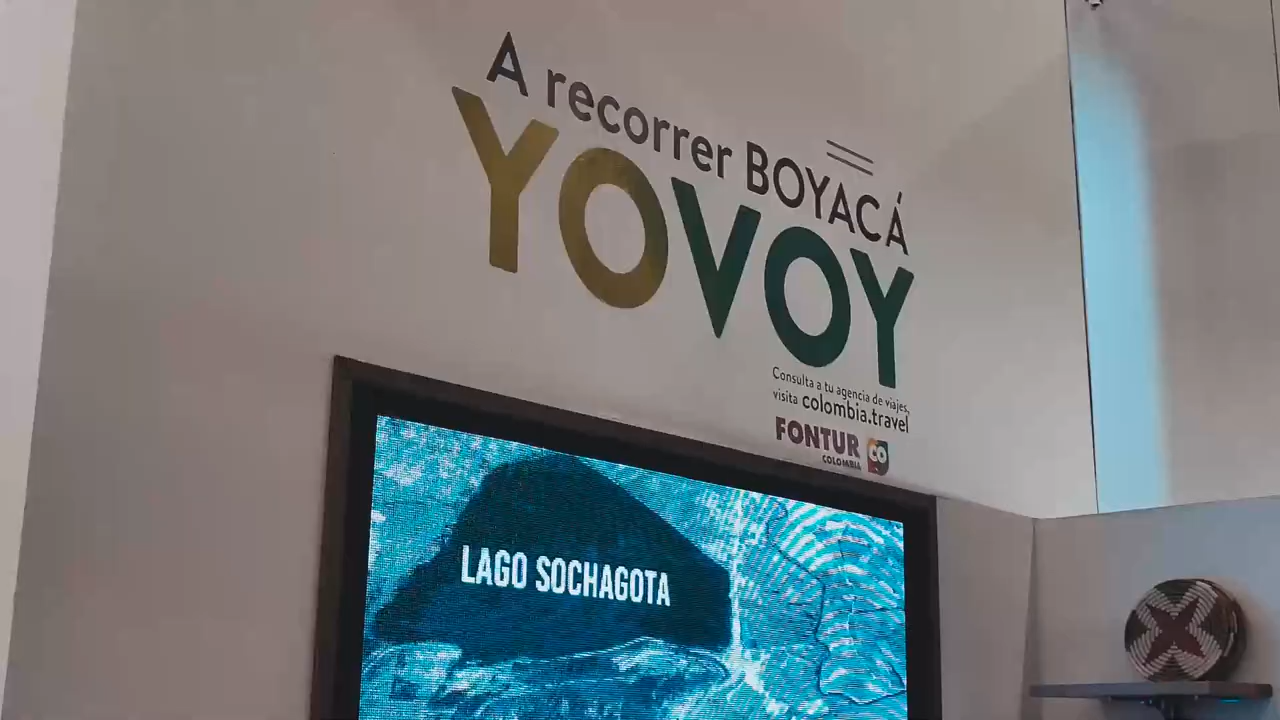 A recorrer BOYACÁ
YOVOY
Consulta a tu agencia de viajes,
visita colombia.travel
FONTUR
COLOMBIA
CO
LAGO SOCHAGOTA